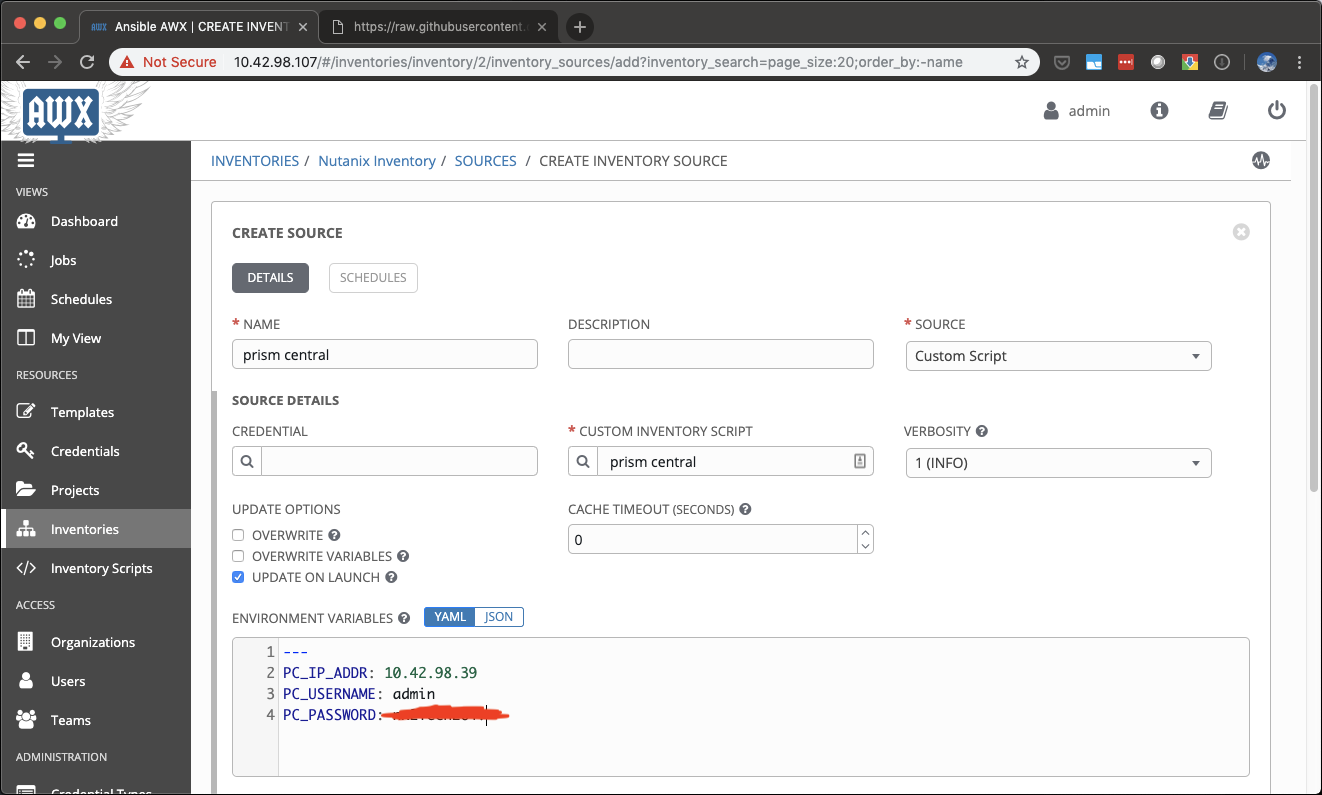 Ansible AWX | CREATE INVENT
https://raw.githubusercontent.
Not Secure 10.42.98.107/#/inventories/inventory/2/inventory_sources/add?inventory_search=page_size:20;order_by:-name
AWX
admin
INVENTORIES / Nutanix Inventory / SOURCES / CREATE INVENTORY SOURCE
VIEWS
Dashboard
Jobs
Schedules
My View
RESOURCES
Templates
Credentials
Projects
Inventories
Inventory Scripts
ACCESS
Organizations
Users
Teams
ADMINISTRATION
Credential Types
CREATE SOURCE
DETAILS SCHEDULES
* NAME DESCRIPTION * SOURCE
prism central Custom Script
SOURCE DETAILS
CREDENTIAL * CUSTOM INVENTORY SCRIPT VERBOSITY
prism central 1 (INFO)
UPDATE OPTIONS CACHE TIMEOUT (SECONDS)
OVERWRITE 0
OVERWRITE VARIABLES
UPDATE ON LAUNCH
ENVIRONMENT VARIABLES YAML JSON
1 ---
2 PC_IP_ADDR: 10.42.98.39
3 PC_USERNAME: admin
4 PC_PASSWORD: